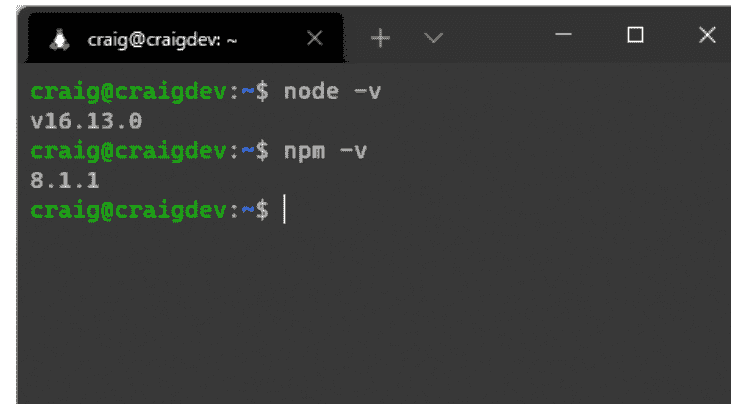 craig@craigdev: ~
craig@craigdev:~$ node -v
v16.13.0
craig@craigdev:~$ npm -v
8.1.1
craig@craigdev:~$